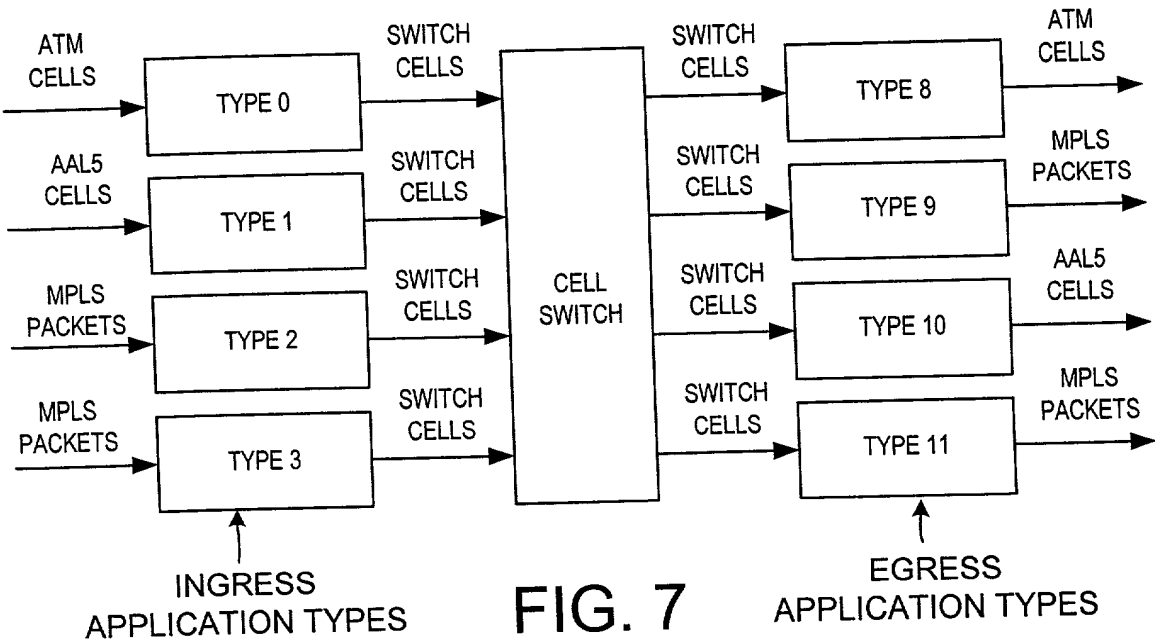 ATM
CELLS
SWITCH
CELLS
SWITCH
CELLS
ATM
CELLS
TYPE 0
TYPE 8
AAL5
CELLS
SWITCH
CELLS
SWITCH
CELLS
MPLS
PACKETS
TYPE 1
TYPE 9
MPLS
PACKETS
SWITCH
CELLS
CELL
SWITCH
SWITCH
CELLS
AAL5
CELLS
TYPE 2
TYPE 10
MPLS
PACKETS
SWITCH
CELLS
SWITCH
CELLS
MPLS
PACKETS
TYPE 3
TYPE 11
INGRESS
APPLICATION TYPES
FIG. 7
EGRESS
APPLICATION TYPES